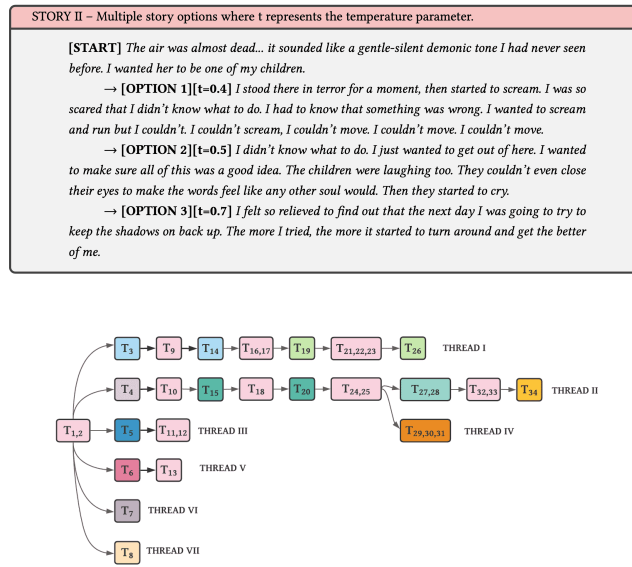 STORY II – Multiple story options where t represents the temperature parameter.
[START] The air was almost dead... it sounded like a gentle-silent demonic tone I had never seen
before. I wanted her to be one of my children.
→ [OPTION 1][t=0.4] I stood there in terror for a moment, then started to scream. I was so
scared that I didn't know what to do. I had to know that something was wrong. I wanted to scream
and run but I couldn't. I couldn't scream, I couldn't move. I couldn't move. I couldn't move.
→ [OPTION 2][t=0.5] I didn't know what to do. I just wanted to get out of here. I wanted
to make sure all of this was a good idea. The children were laughing too. They couldn't even close
their eyes to make the words feel like any other soul would. Then they started to cry.
→ [OPTION 3][t=0.7] I felt so relieved to find out that the next day I was going to try to
keep the shadows on back up. The more I tried, the more it started to turn around and get the better
of me.
T3 T9 T14 T16,17 T19 T21,22,23 T26 THREAD I
T4 T10 T15 T18 T20 T24,25 T27,28 T32,33 T34 THREAD II
T1,2 T5 T11,12 THREAD III T29,30,31 THREAD IV
T6 T13 THREAD V
T7 THREAD VI
T8 THREAD VII